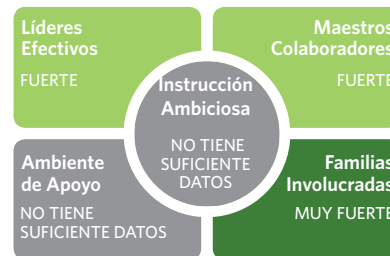 Líderes
Efectivos
FUERTE
Maestros
Colaboradores
FUERTE
Instrucción
Ambiciosa
NO TIENE
SUFICIENTE
DATOS
Ambiente
de Apoyo
NO TIENE
SUFICIENTE DATOS
Familias
Involucradas
MUY FUERTE